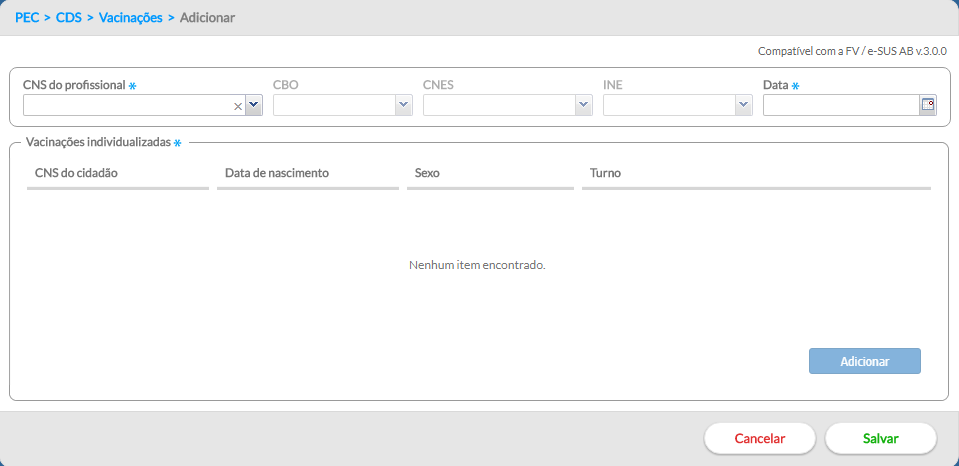 PEC > CDS > Vacinações > Adicionar
Compatível com a FV / e-SUS AB v.3.0.0
CNS do profissional * CBO CNES INE Data *
Vacinações individualizadas *
CNS do cidadão Data de nascimento Sexo Turno
Nenhum item encontrado.
Adicionar
Cancelar Salvar